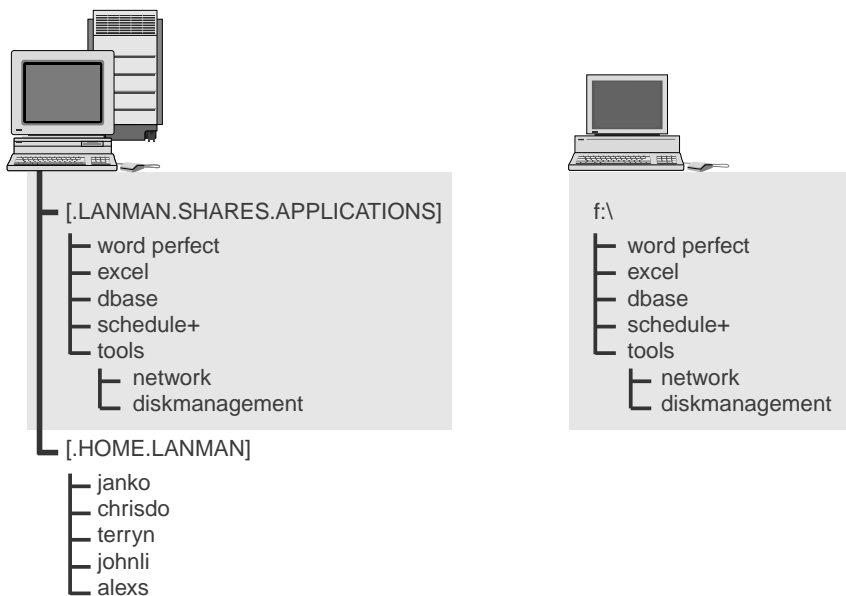 [.LANMAN.SHARES.APPLICATIONS]
word perfect
excel
dbase
schedule+
tools
network
diskmanagement
[.HOME.LANMAN]
janko
chrisdo
terryn
johnli
alexs
f:\
word perfect
excel
dbase
schedule+
tools
network
diskmanagement